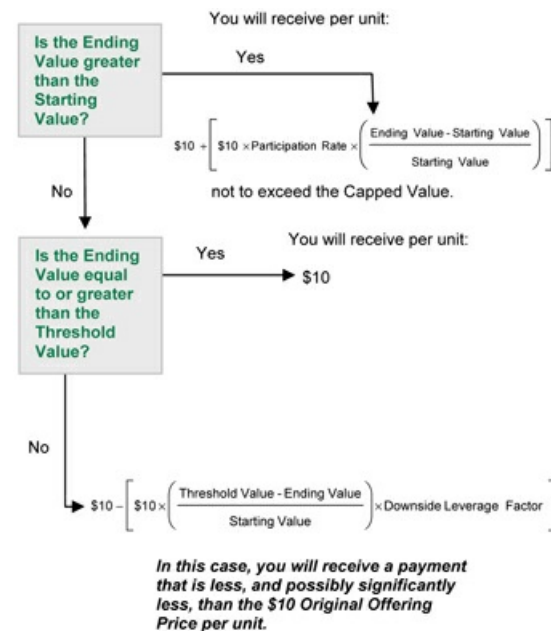 You will receive per unit:
Is the Ending
Value greater
than the
Starting
Value?
Yes
$10 + [ $10 × Participation Rate × ( Ending Value - Starting Value / Starting Value ) ]
not to exceed the Capped Value.
No
You will receive per unit:
Is the Ending
Value equal
to or greater
than the
Threshold
Value?
Yes
$10
No
$10 − [ $10 × ( Threshold Value - Ending Value / Starting Value ) × Downside Leverage Factor ]
In this case, you will receive a payment
that is less, and possibly significantly
less, than the $10 Original Offering
Price per unit.